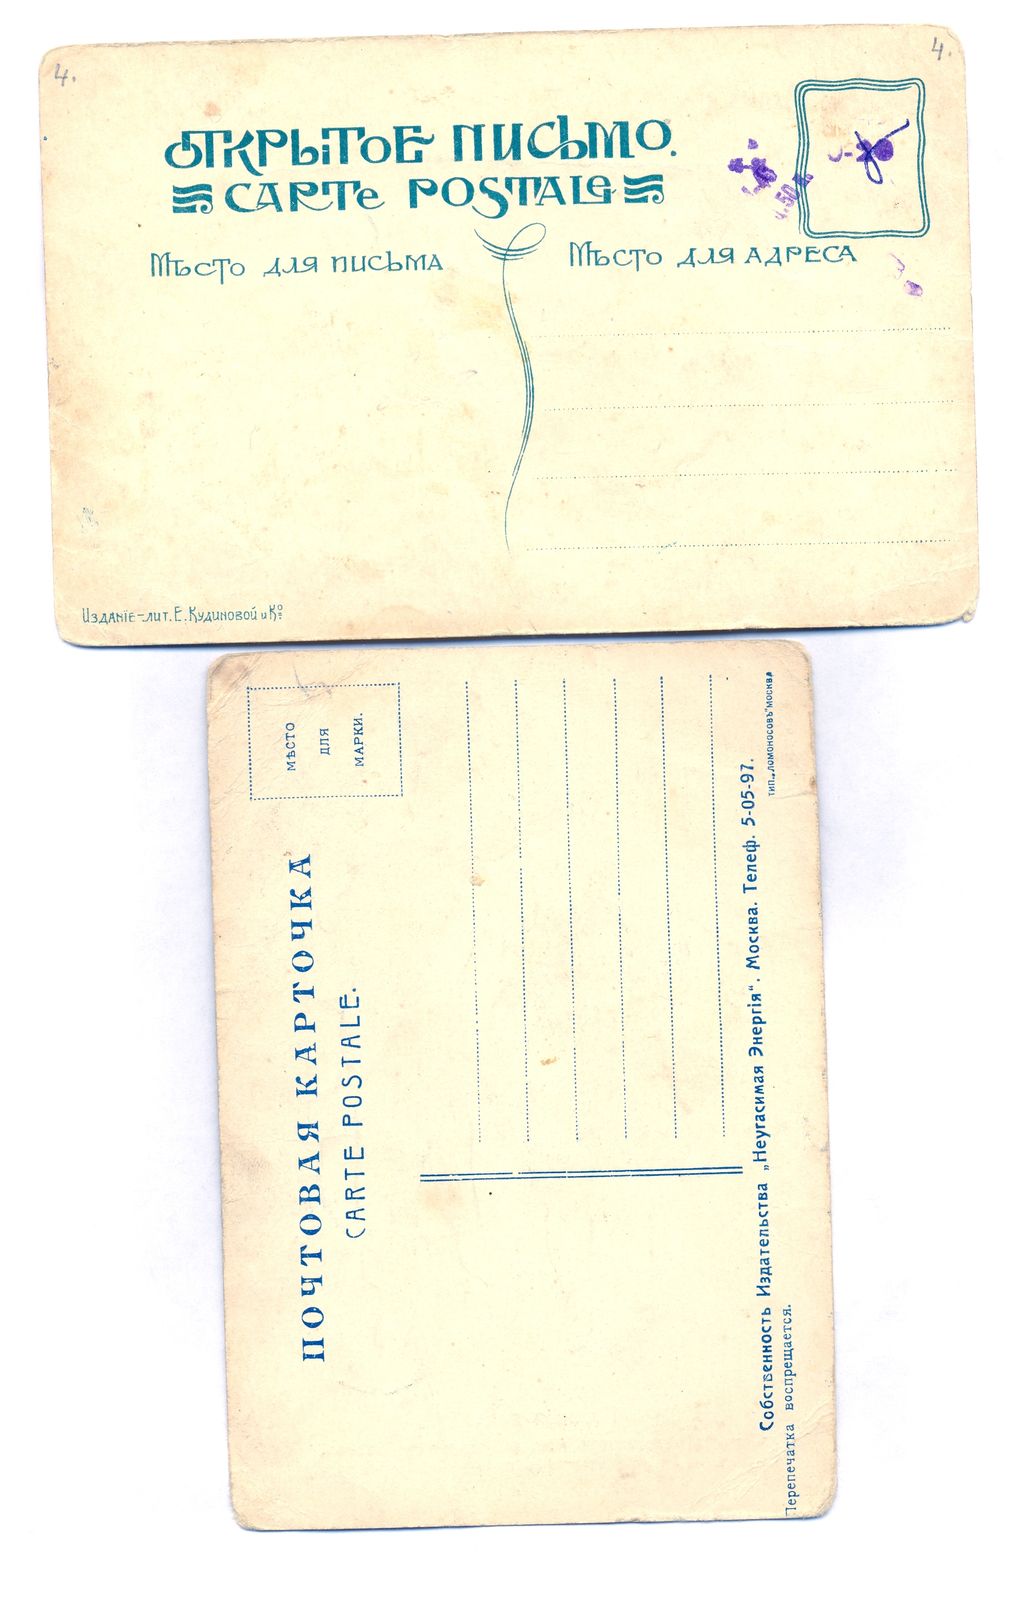 4.
4.
ОТКРЫТОЕ ПИСЬМО.
CARTE POSTALE
Мѣсто для письма
Мѣсто для адреса
Изданіе-лит. Е. Кудиновой и Кº
МѢСТО
ДЛЯ
МАРКИ.
ПОЧТОВАЯ КАРТОЧКА
CARTE POSTALE.
Собственность Издательства „Неугасимая Энергія“. Москва. Телеф. 5-05-97.
Перепечатка воспрещается.
ТИП. „ЛОМОНОСОВЪ“ МОСКВА